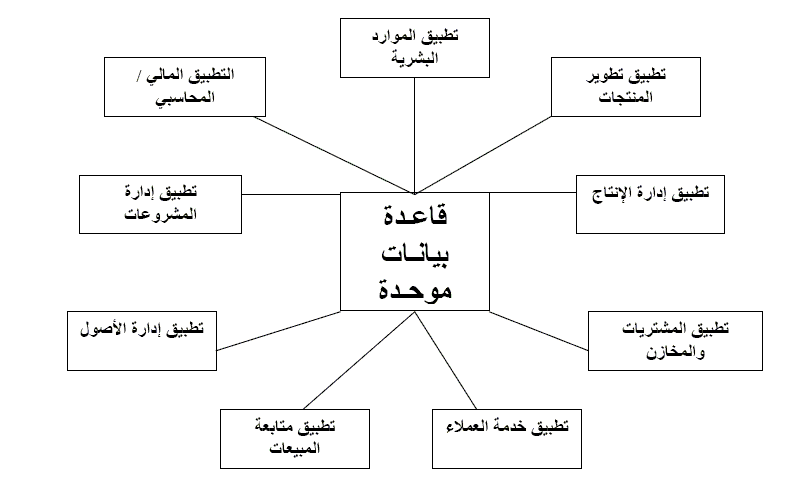 تطبيق الموارد
البشرية
تطبيق تطوير
المنتجات
التطبيق المالي /
المحاسبي
تطبيق إدارة الإنتاج
تطبيق إدارة
المشروعات
قاعـدة
بيانـات
موحـدة
تطبيق المشتريات
والمخازن
تطبيق إدارة الأصول
تطبيق خدمة العملاء
تطبيق متابعة
المبيعات